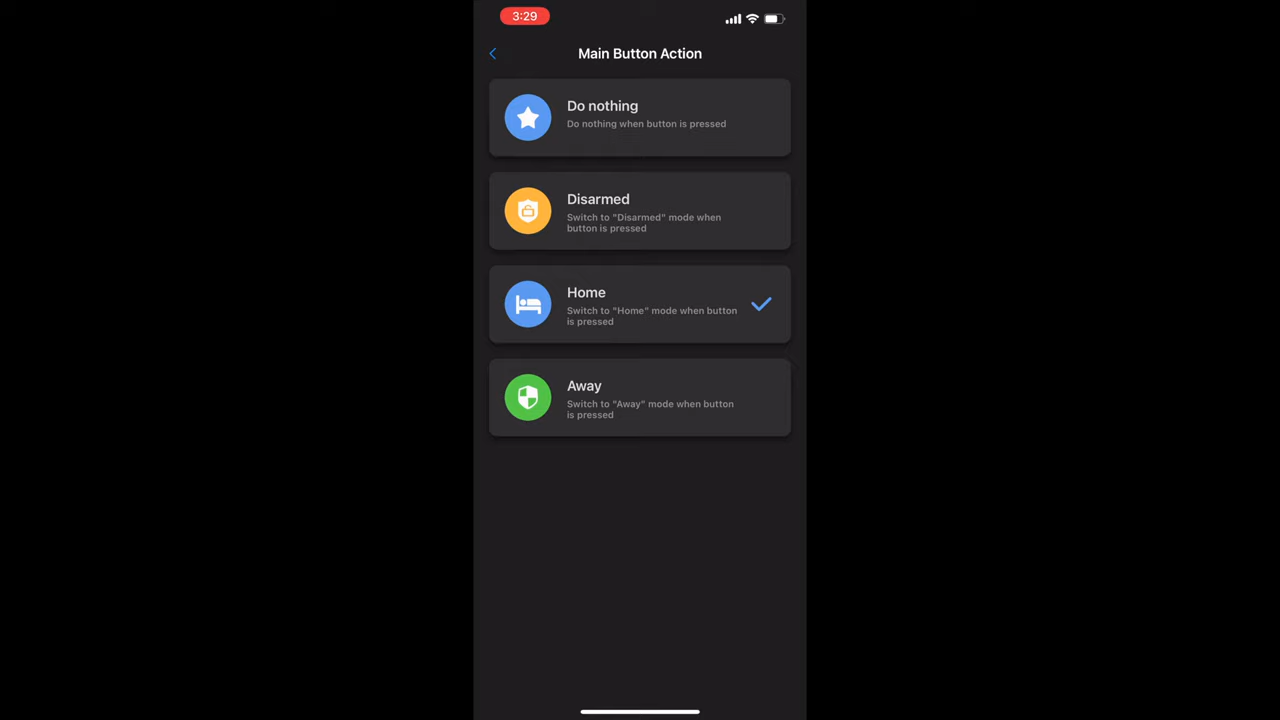 3:29
Main Button Action
Do nothing
Do nothing when button is pressed
Disarmed
Switch to "Disarmed" mode when
button is pressed
Home
Switch to "Home" mode when button
is pressed
Away
Switch to "Away" mode when button
is pressed